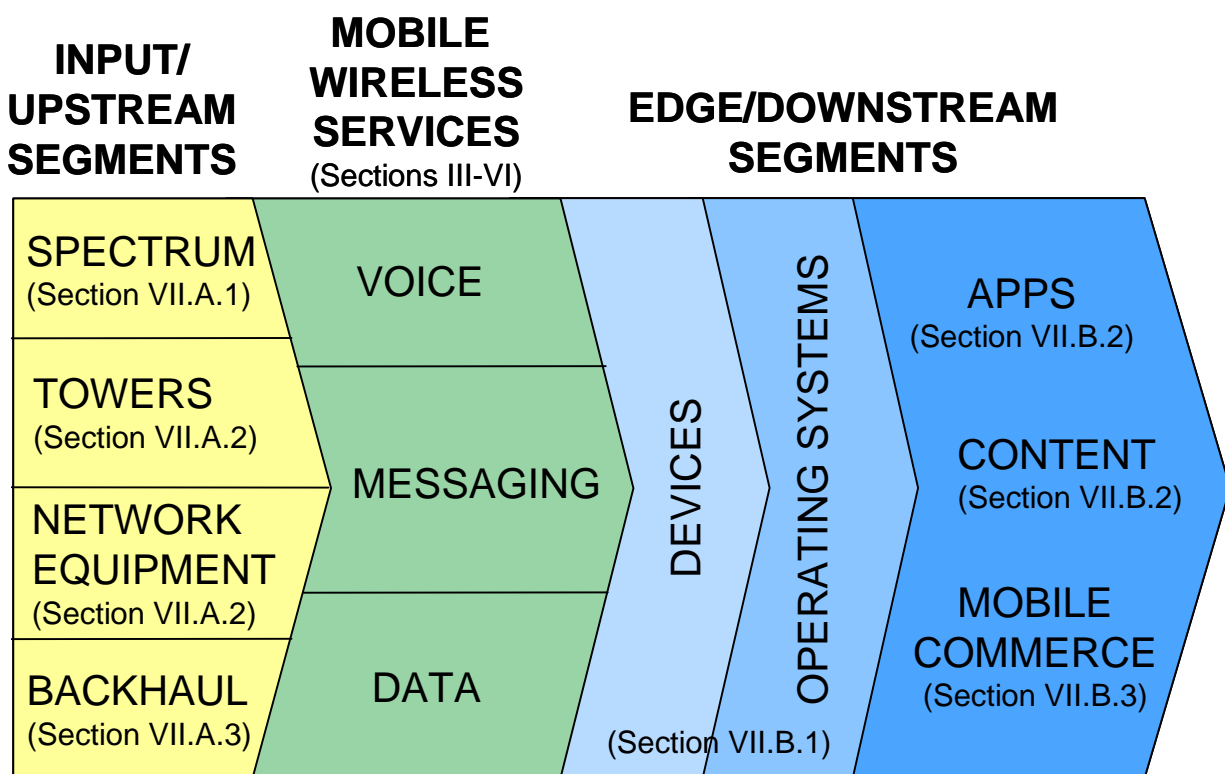 INPUT/
UPSTREAM
SEGMENTS
MOBILE
WIRELESS
SERVICES
(Sections III-VI)
EDGE/DOWNSTREAM
SEGMENTS
SPECTRUM
(Section VII.A.1)
TOWERS
(Section VII.A.2)
NETWORK
EQUIPMENT
(Section VII.A.2)
BACKHAUL
(Section VII.A.3)
VOICE
MESSAGING
DATA
DEVICES
OPERATING SYSTEMS
(Section VII.B.1)
APPS
(Section VII.B.2)
CONTENT
(Section VII.B.2)
MOBILE
COMMERCE
(Section VII.B.3)